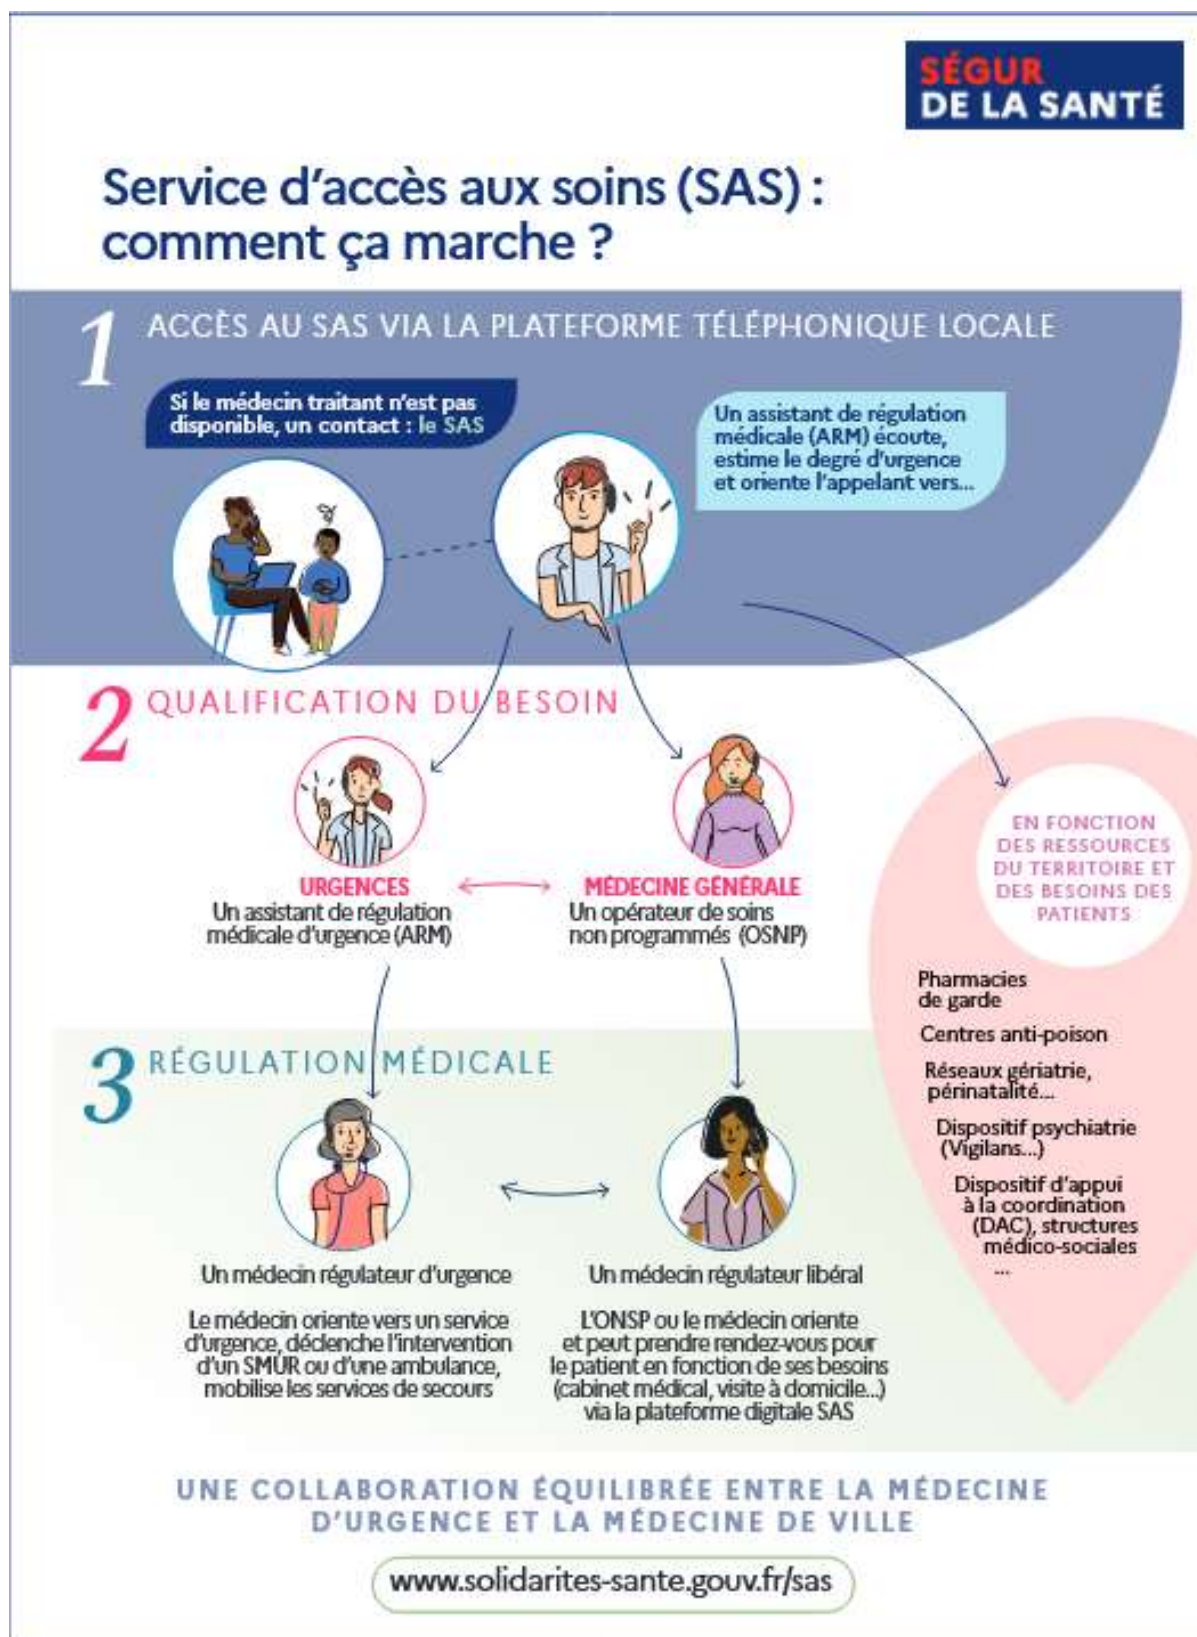 SÉGUR
DE LA SANTÉ
Service d'accès aux soins (SAS) :
comment ça marche ?
1 ACCÈS AU SAS VIA LA PLATEFORME TÉLÉPHONIQUE LOCALE
Si le médecin traitant n'est pas
disponible, un contact : le SAS
Un assistant de régulation
médicale (ARM) écoute,
estime le degré d'urgence
et oriente l'appelant vers...
2 QUALIFICATION DU BESOIN
URGENCES
Un assistant de régulation
médicale d'urgence (ARM)
MÉDECINE GÉNÉRALE
Un opérateur de soins
non programmés (OSNP)
EN FONCTION
DES RESSOURCES
DU TERRITOIRE ET
DES BESOINS DES
PATIENTS
Pharmacies
de garde
Centres anti-poison
Réseaux gériatrie,
périnatalité...
Dispositif psychiatrie
(Vigilans...)
Dispositif d'appui
à la coordination
(DAC), structures
médico-sociales
...
3 RÉGULATION MÉDICALE
Un médecin régulateur d'urgence
Le médecin oriente vers un service
d'urgence, déclenche l'intervention
d'un SMUR ou d'une ambulance,
mobilise les services de secours
Un médecin régulateur libéral
L'ONSP ou le médecin oriente
et peut prendre rendez-vous pour
le patient en fonction de ses besoins
(cabinet médical, visite à domicile...)
via la plateforme digitale SAS
UNE COLLABORATION ÉQUILIBRÉE ENTRE LA MÉDECINE
D'URGENCE ET LA MÉDECINE DE VILLE
www.solidarites-sante.gouv.fr/sas